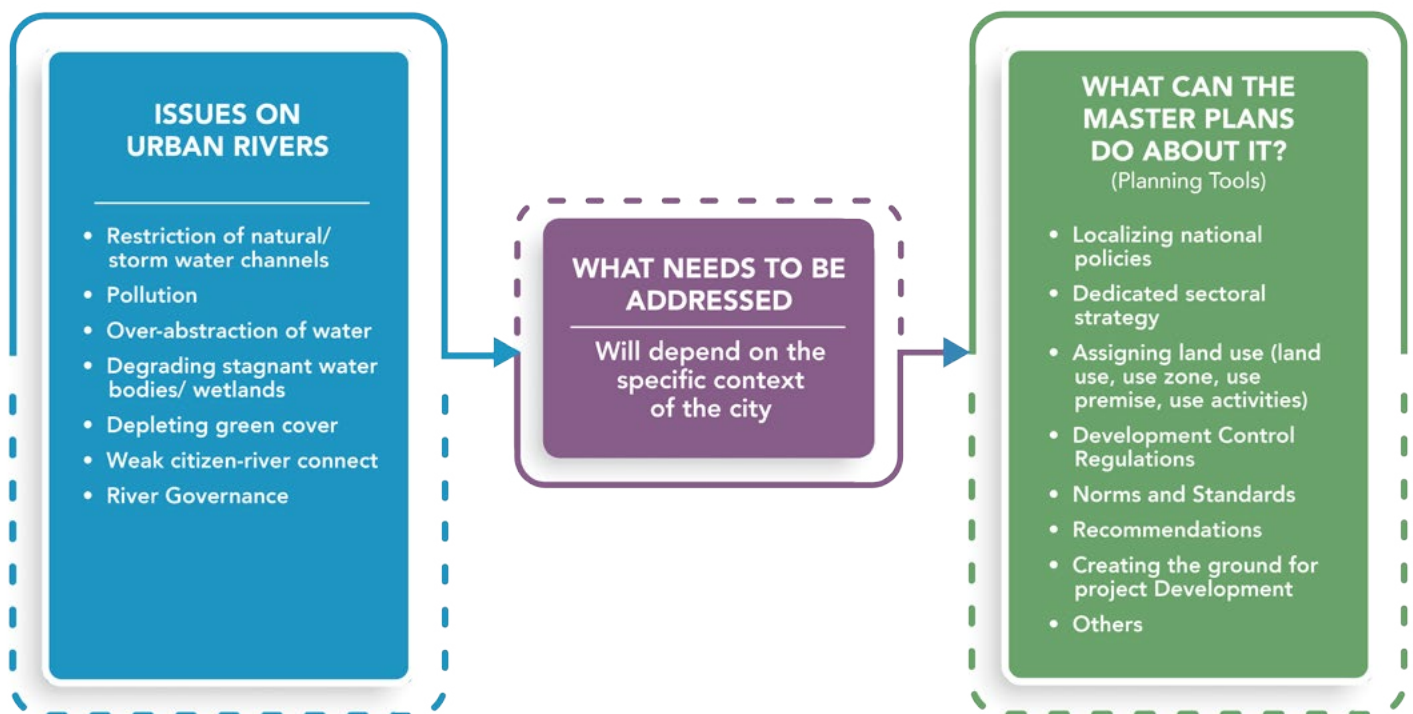 ISSUES ON
URBAN RIVERS
• Restriction of natural/
storm water channels
• Pollution
• Over-abstraction of water
• Degrading stagnant water
bodies/ wetlands
• Depleting green cover
• Weak citizen-river connect
• River Governance
WHAT NEEDS TO BE
ADDRESSED
Will depend on the
specific context
of the city
WHAT CAN THE
MASTER PLANS
DO ABOUT IT?
(Planning Tools)
• Localizing national
policies
• Dedicated sectoral
strategy
• Assigning land use (land
use, use zone, use
premise, use activities)
• Development Control
Regulations
• Norms and Standards
• Recommendations
• Creating the ground for
project Development
• Others